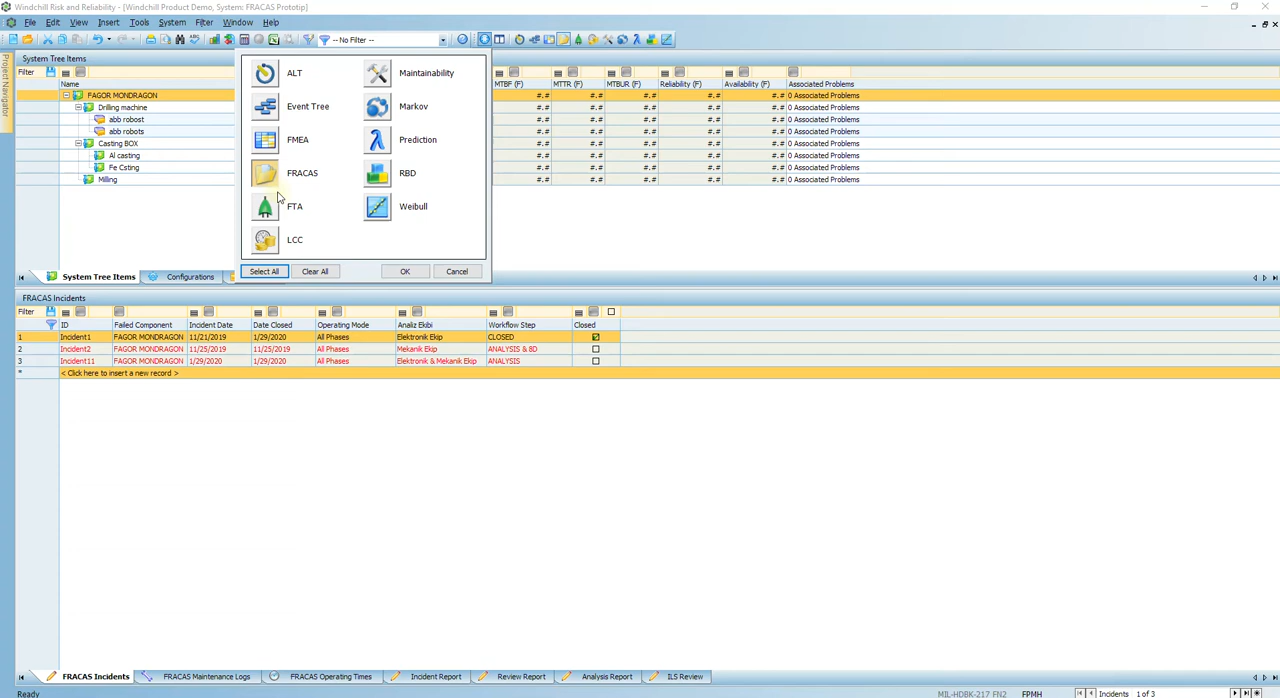 Windchill Risk and Reliability - [Windchill Product Demo, System: FRACAS Prototip]
File Edit View Insert Tools System Filter Window Help
-- No Filter --
Project Navigator
System Tree Items
Filter
Name MTBF (F) MTTR (F) MTBUR (F) Reliability (F) Availability (F) Associated Problems
FAGOR MONDRAGON #.# #.# #.# #.# #.# 0 Associated Problems
Drilling machine #.# #.# #.# #.# #.# 0 Associated Problems
abb robost #.# #.# #.# #.# #.# 0 Associated Problems
abb robots #.# #.# #.# #.# #.# 0 Associated Problems
Casting BOX #.# #.# #.# #.# #.# 0 Associated Problems
Al casting #.# #.# #.# #.# #.# 0 Associated Problems
Fe Csting #.# #.# #.# #.# #.# 0 Associated Problems
Milling #.# #.# #.# #.# #.# 0 Associated Problems
ALT Maintainability
Event Tree Markov
FMEA Prediction
FRACAS RBD
FTA Weibull
LCC
Select All Clear All OK Cancel
System Tree Items Configurations
FRACAS Incidents
Filter
ID Failed Component Incident Date Date Closed Operating Mode Analiz Ekibi Workflow Step Closed
1 Incident1 FAGOR MONDRAGON 11/21/2019 1/29/2020 All Phases Elektronik Ekip CLOSED
2 Incident2 FAGOR MONDRAGON 11/25/2019 11/25/2019 All Phases Mekanik Ekip ANALYSIS & 8D
3 Incident11 FAGOR MONDRAGON 1/29/2020 1/29/2020 All Phases Elektronik & Mekanik Ekip ANALYSIS
* < Click here to insert a new record >
FRACAS Incidents FRACAS Maintenance Logs FRACAS Operating Times Incident Report Review Report Analysis Report ILS Review
Ready MIL-HDBK-217 FN2 FPMH Incidents 1 of 3